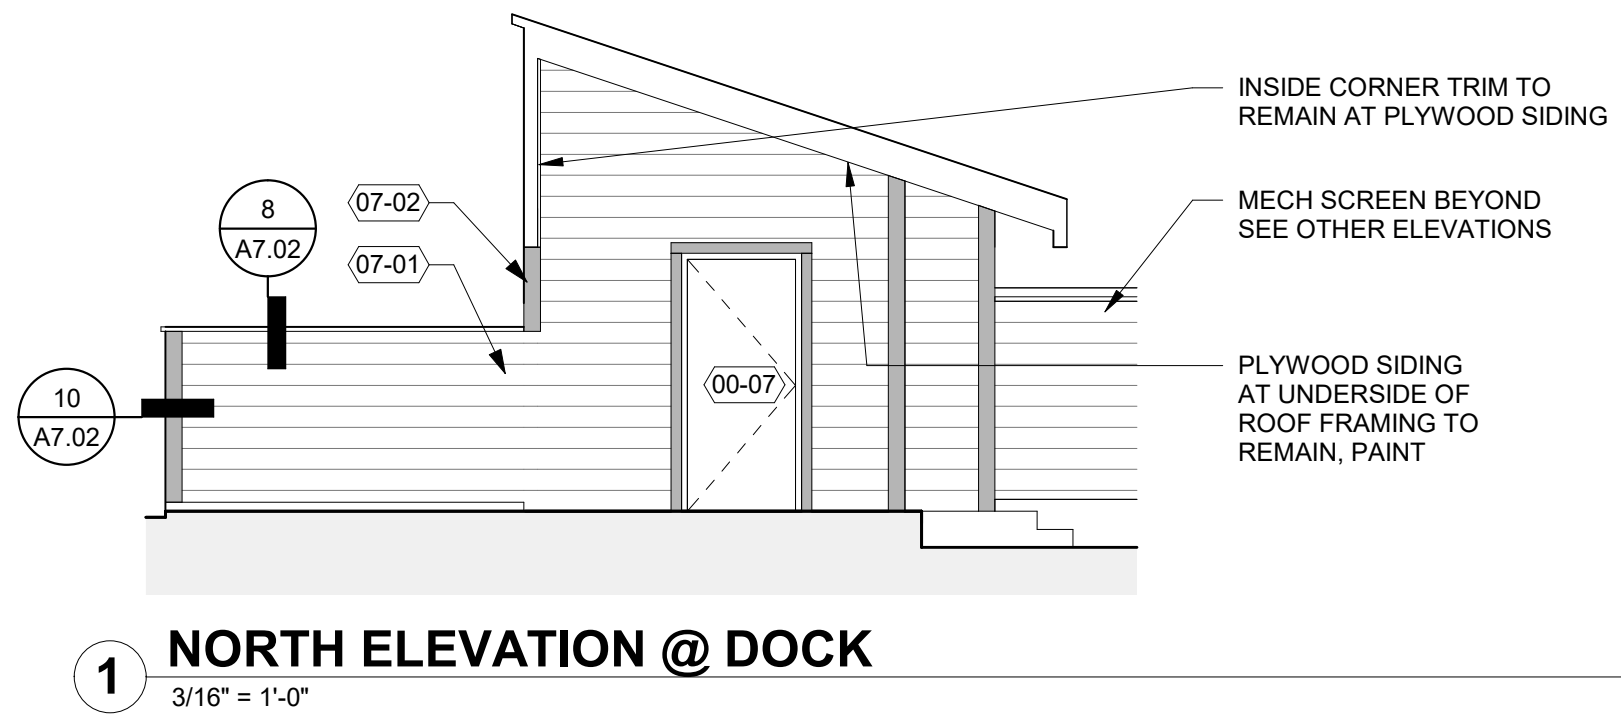 INSIDE CORNER TRIM TO
REMAIN AT PLYWOOD SIDING
07-02
8
A7.02
MECH SCREEN BEYOND
SEE OTHER ELEVATIONS
07-01
10
A7.02
00-07
PLYWOOD SIDING
AT UNDERSIDE OF
ROOF FRAMING TO
REMAIN, PAINT
1
NORTH ELEVATION @ DOCK
3/16" = 1'-0"